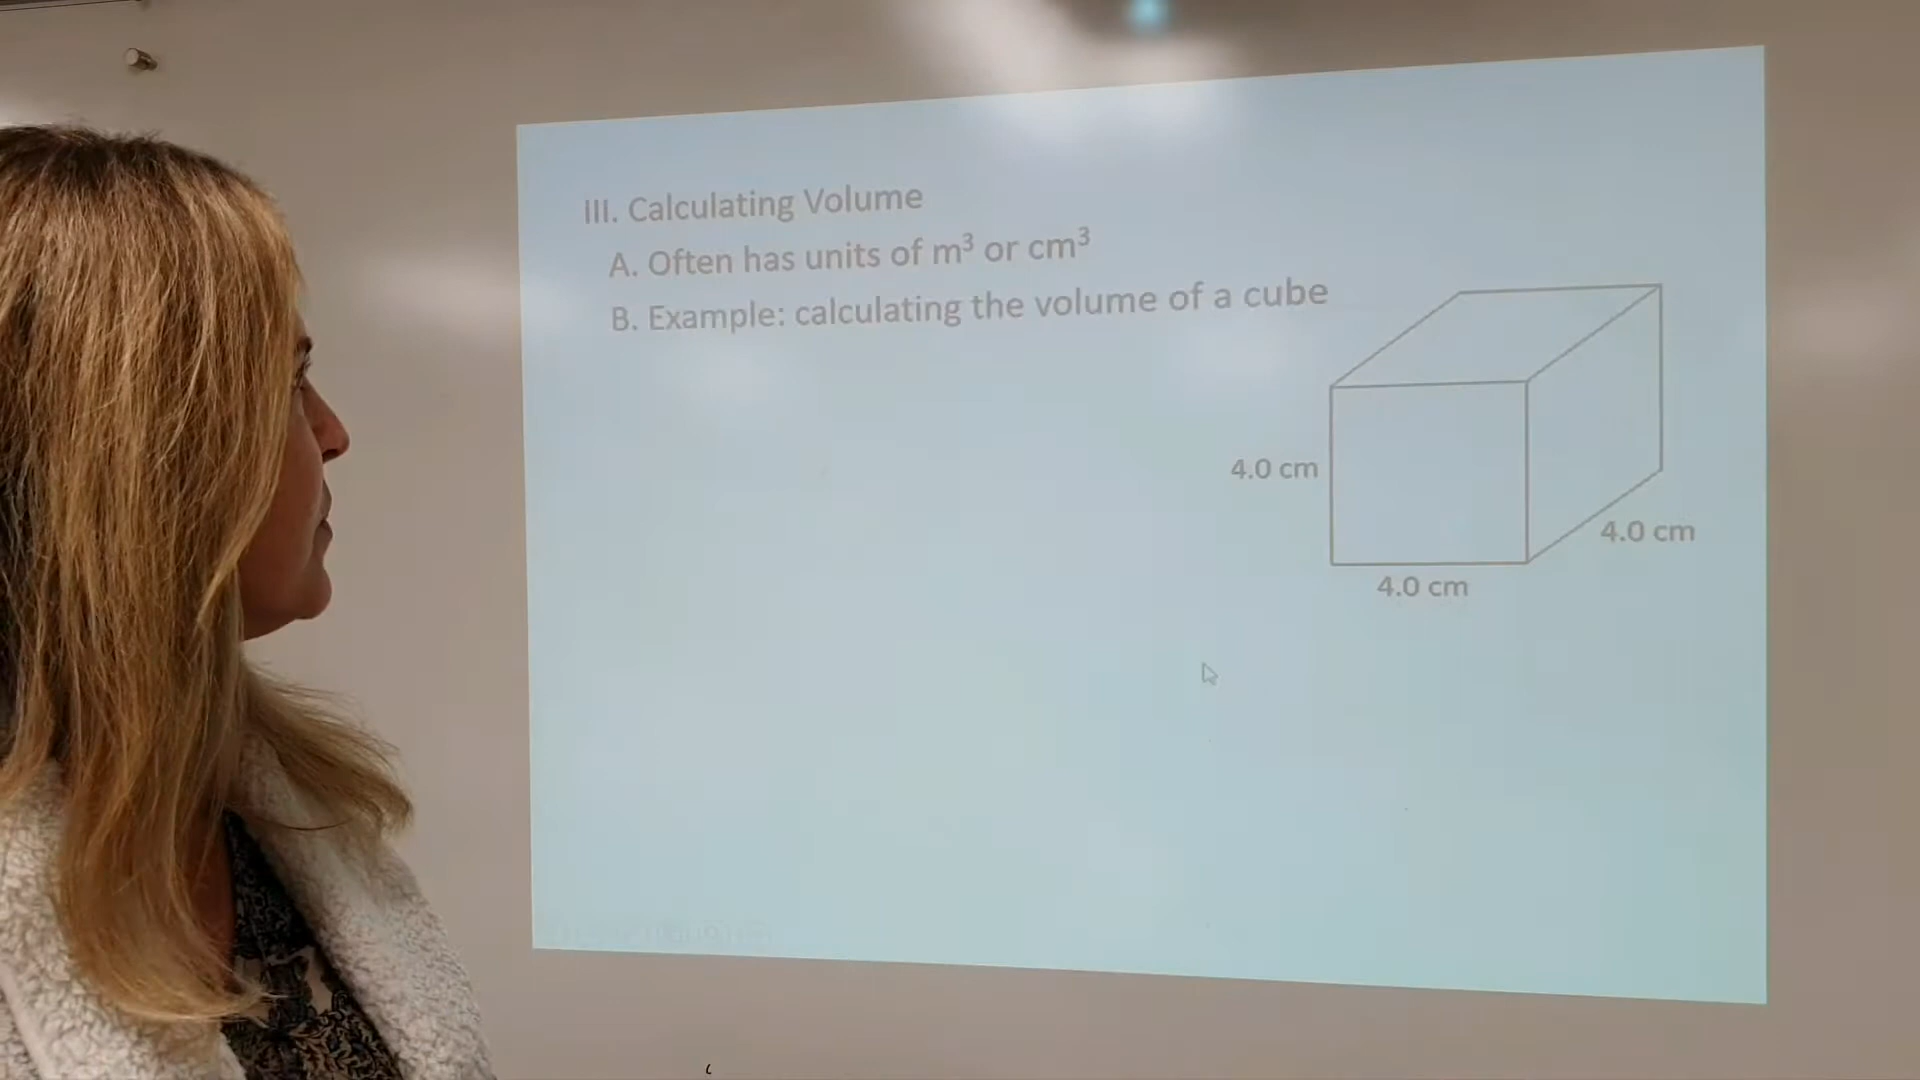 III. Calculating Volume
A. Often has units of m³ or cm³
B. Example: calculating the volume of a cube
4.0 cm
4.0 cm
4.0 cm